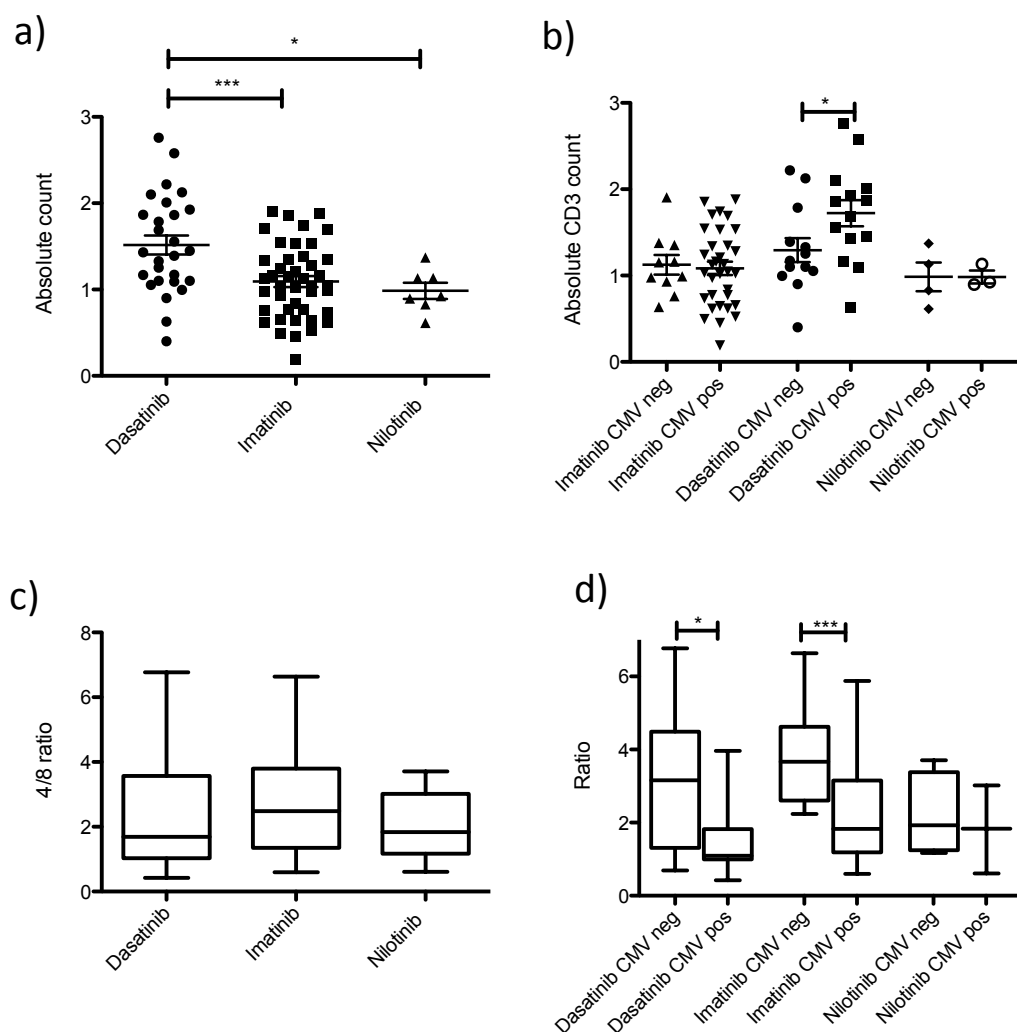 a)
*
***
3
2
1
0
Absolute count
Dasatinib
Imatinib
Nilotinib
b)
*
3
2
1
0
Absolute CD3 count
Imatinib CMV neg
Imatinib CMV pos
Dasatinib CMV neg
Dasatinib CMV pos
Nilotinib CMV neg
Nilotinib CMV pos
c)
8
6
4
2
0
4/8 ratio
Dasatinib
Imatinib
Nilotinib
d)
*
***
6
4
2
0
Ratio
Dasatinib CMV neg
Dasatinib CMV pos
Imatinib CMV neg
Imatinib CMV pos
Nilotinib CMV neg
Nilotinib CMV pos